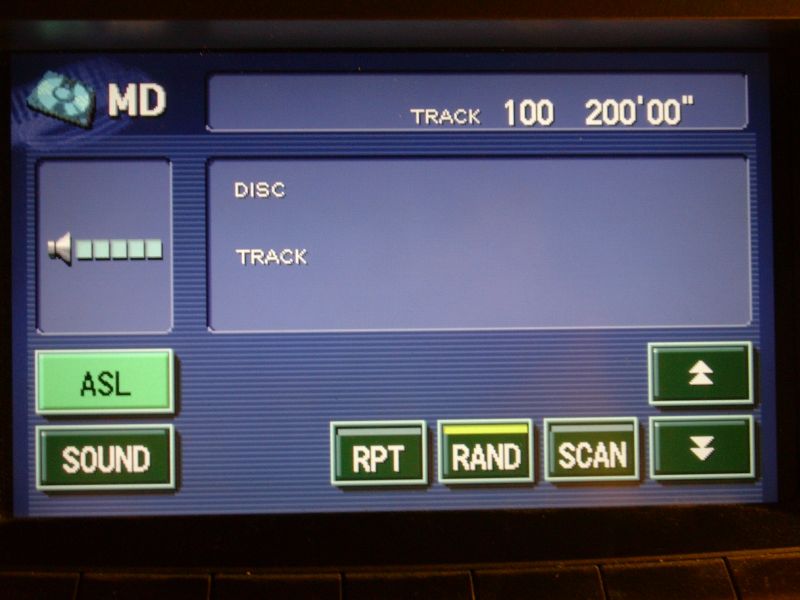 MD
TRACK 100 200'00"
DISC
TRACK
ASL
SOUND
RPT
RAND
SCAN